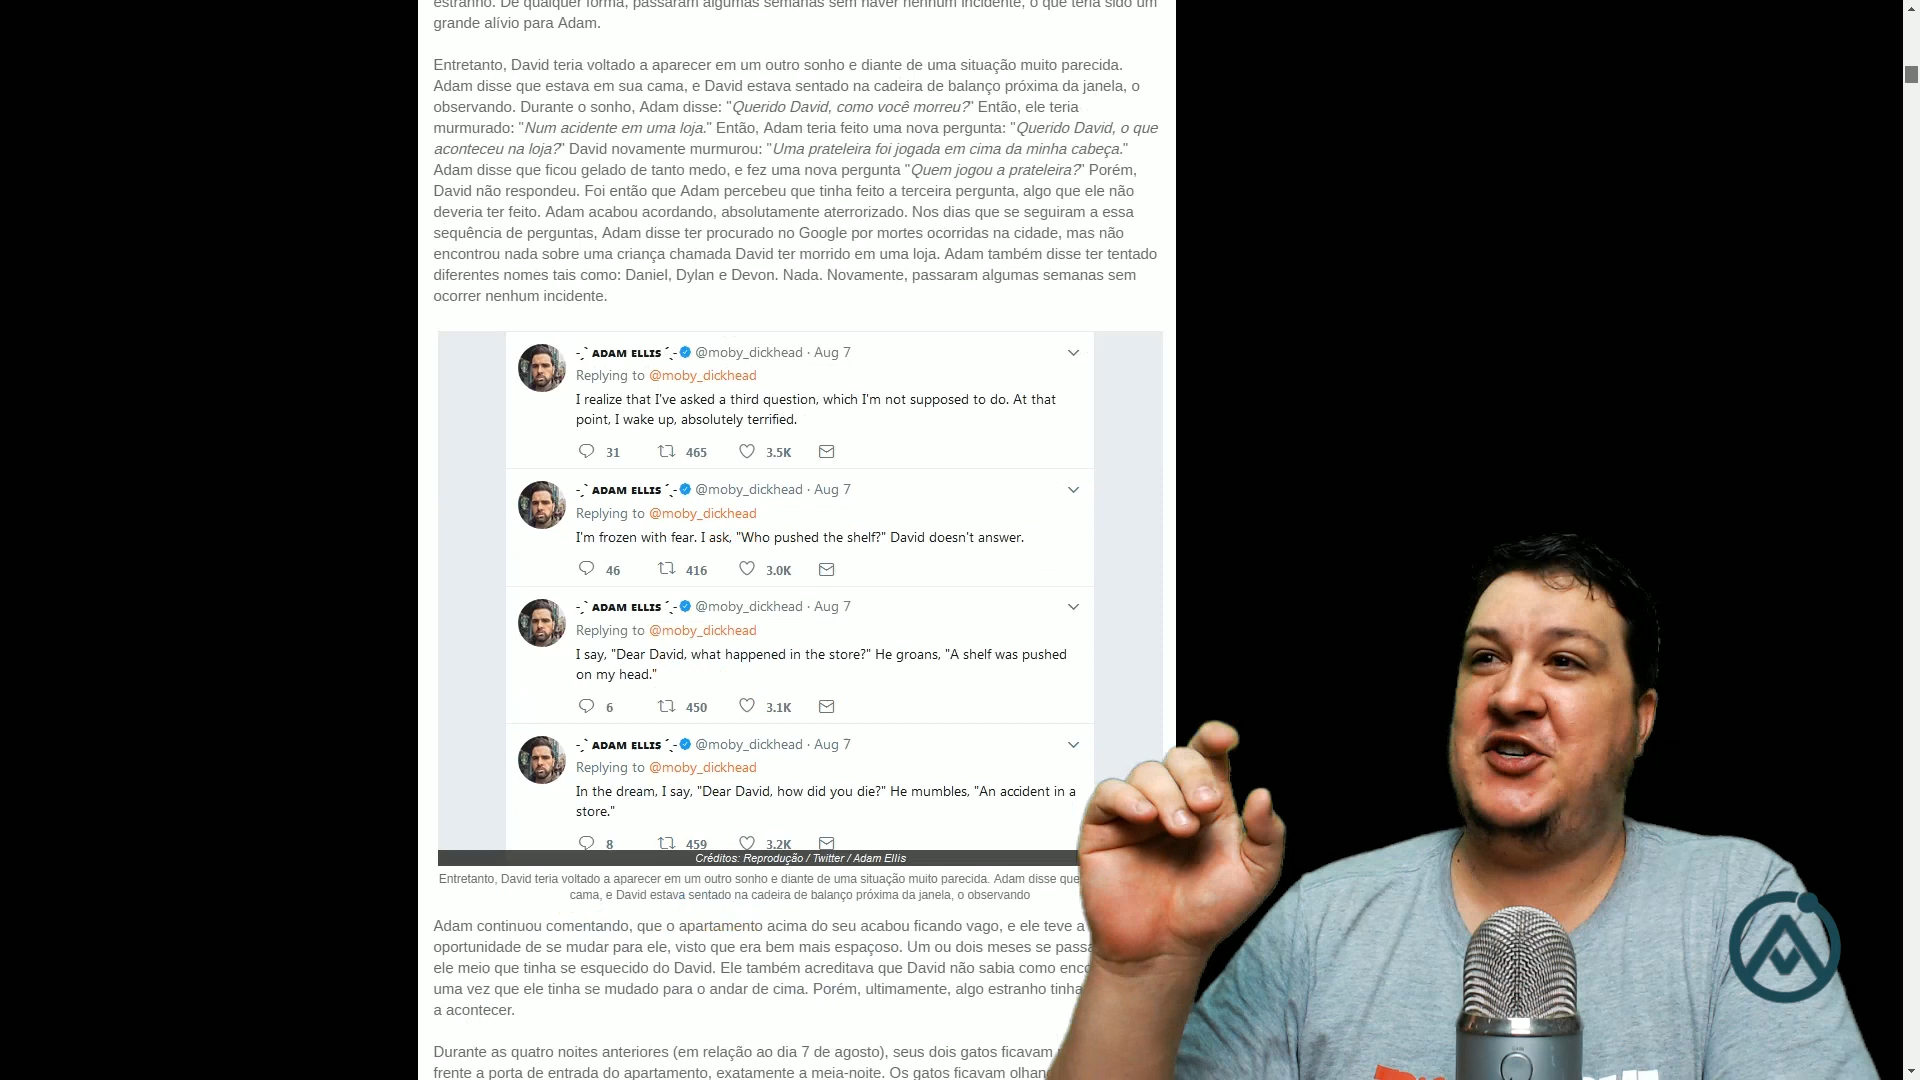 estranho. De qualquer forma, passaram algumas semanas sem haver nenhum incidente, o que teria sido um
grande alívio para Adam.
Entretanto, David teria voltado a aparecer em um outro sonho e diante de uma situação muito parecida.
Adam disse que estava em sua cama, e David estava sentado na cadeira de balanço próxima da janela, o
observando. Durante o sonho, Adam disse: "Querido David, como você morreu?" Então, ele teria
murmurado: "Num acidente em uma loja." Então, Adam teria feito uma nova pergunta: "Querido David, o que
aconteceu na loja?" David novamente murmurou: "Uma prateleira foi jogada em cima da minha cabeça."
Adam disse que ficou gelado de tanto medo, e fez uma nova pergunta "Quem jogou a prateleira?" Porém,
David não respondeu. Foi então que Adam percebeu que tinha feito a terceira pergunta, algo que ele não
deveria ter feito. Adam acabou acordando, absolutamente aterrorizado. Nos dias que se seguiram a essa
sequência de perguntas, Adam disse ter procurado no Google por mortes ocorridas na cidade, mas não
encontrou nada sobre uma criança chamada David ter morrido em uma loja. Adam também disse ter tentado
diferentes nomes tais como: Daniel, Dylan e Devon. Nada. Novamente, passaram algumas semanas sem
ocorrer nenhum incidente.
-ˏ` ADAM ELLIS ´ˎ- @moby_dickhead · Aug 7
Replying to @moby_dickhead
I realize that I've asked a third question, which I'm not supposed to do. At that
point, I wake up, absolutely terrified.
31 465 3.5K
-ˏ` ADAM ELLIS ´ˎ- @moby_dickhead · Aug 7
Replying to @moby_dickhead
I'm frozen with fear. I ask, "Who pushed the shelf?" David doesn't answer.
46 416 3.0K
-ˏ` ADAM ELLIS ´ˎ- @moby_dickhead · Aug 7
Replying to @moby_dickhead
I say, "Dear David, what happened in the store?" He groans, "A shelf was pushed
on my head."
6 450 3.1K
-ˏ` ADAM ELLIS ´ˎ- @moby_dickhead · Aug 7
Replying to @moby_dickhead
In the dream, I say, "Dear David, how did you die?" He mumbles, "An accident in a
store."
8 459 3.2K
Créditos: Reprodução / Twitter / Adam Ellis
Entretanto, David teria voltado a aparecer em um outro sonho e diante de uma situação muito parecida. Adam disse que
cama, e David estava sentado na cadeira de balanço próxima da janela, o observando
Adam continuou comentando, que o apartamento acima do seu acabou ficando vago, e ele teve a
oportunidade de se mudar para ele, visto que era bem mais espaçoso. Um ou dois meses se
ele meio que tinha se esquecido do David. Ele também acreditava que David não sabia como
uma vez que ele tinha se mudado para o andar de cima. Porém, ultimamente, algo estranho tinha
a acontecer.
Durante as quatro noites anteriores (em relação ao dia 7 de agosto), seus dois gatos ficavam
frente a porta de entrada do apartamento, exatamente a meia-noite. Os gatos ficavam